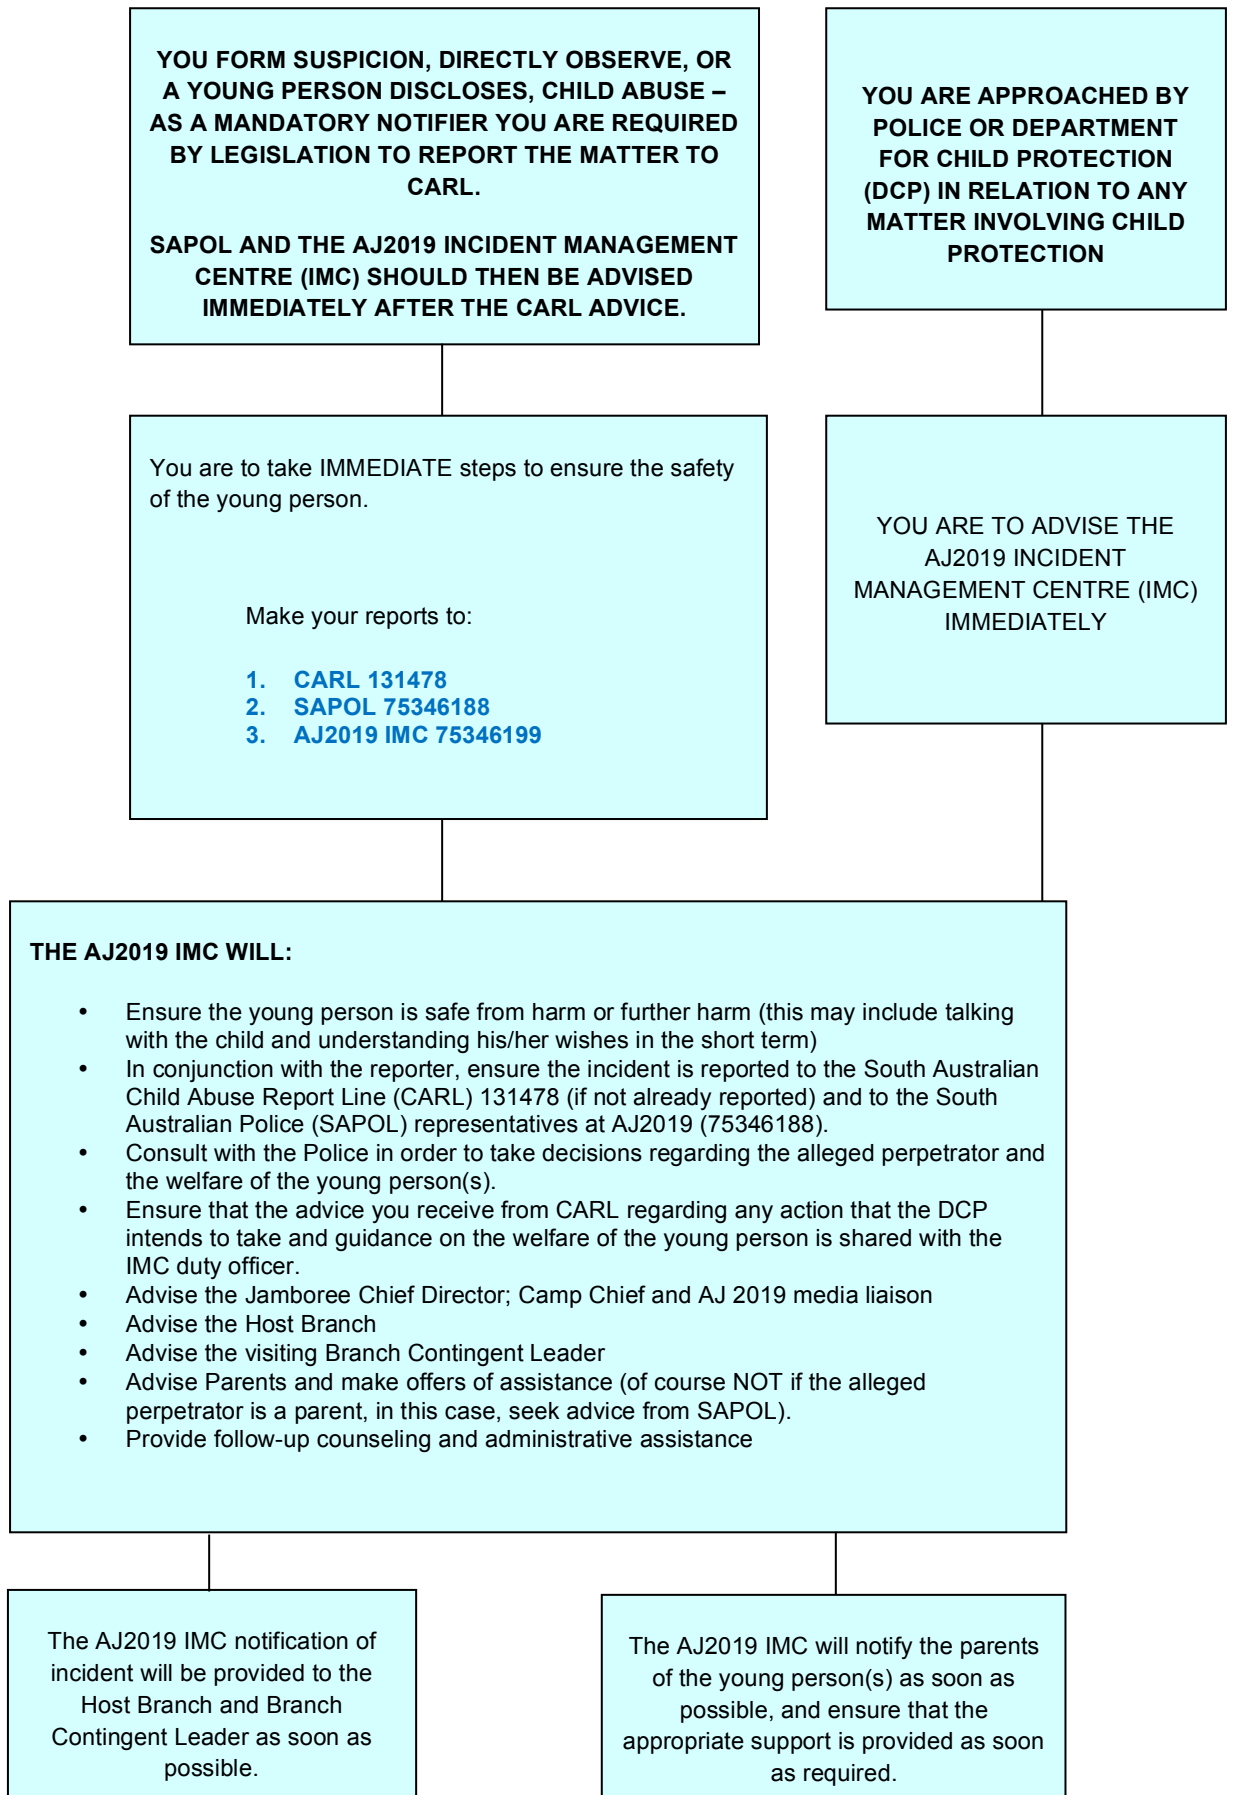 YOU FORM SUSPICION, DIRECTLY OBSERVE, OR
A YOUNG PERSON DISCLOSES, CHILD ABUSE –
AS A MANDATORY NOTIFIER YOU ARE REQUIRED
BY LEGISLATION TO REPORT THE MATTER TO
CARL.
SAPOL AND THE AJ2019 INCIDENT MANAGEMENT
CENTRE (IMC) SHOULD THEN BE ADVISED
IMMEDIATELY AFTER THE CARL ADVICE.
YOU ARE APPROACHED BY
POLICE OR DEPARTMENT
FOR CHILD PROTECTION
(DCP) IN RELATION TO ANY
MATTER INVOLVING CHILD
PROTECTION
You are to take IMMEDIATE steps to ensure the safety
of the young person.
Make your reports to:
1. CARL 131478
2. SAPOL 75346188
3. AJ2019 IMC 75346199
YOU ARE TO ADVISE THE
AJ2019 INCIDENT
MANAGEMENT CENTRE (IMC)
IMMEDIATELY
THE AJ2019 IMC WILL:
• Ensure the young person is safe from harm or further harm (this may include talking
with the child and understanding his/her wishes in the short term)
• In conjunction with the reporter, ensure the incident is reported to the South Australian
Child Abuse Report Line (CARL) 131478 (if not already reported) and to the South
Australian Police (SAPOL) representatives at AJ2019 (75346188).
• Consult with the Police in order to take decisions regarding the alleged perpetrator and
the welfare of the young person(s).
• Ensure that the advice you receive from CARL regarding any action that the DCP
intends to take and guidance on the welfare of the young person is shared with the
IMC duty officer.
• Advise the Jamboree Chief Director; Camp Chief and AJ 2019 media liaison
• Advise the Host Branch
• Advise the visiting Branch Contingent Leader
• Advise Parents and make offers of assistance (of course NOT if the alleged
perpetrator is a parent, in this case, seek advice from SAPOL).
• Provide follow-up counseling and administrative assistance
The AJ2019 IMC notification of
incident will be provided to the
Host Branch and Branch
Contingent Leader as soon as
possible.
The AJ2019 IMC will notify the parents
of the young person(s) as soon as
possible, and ensure that the
appropriate support is provided as soon
as required.